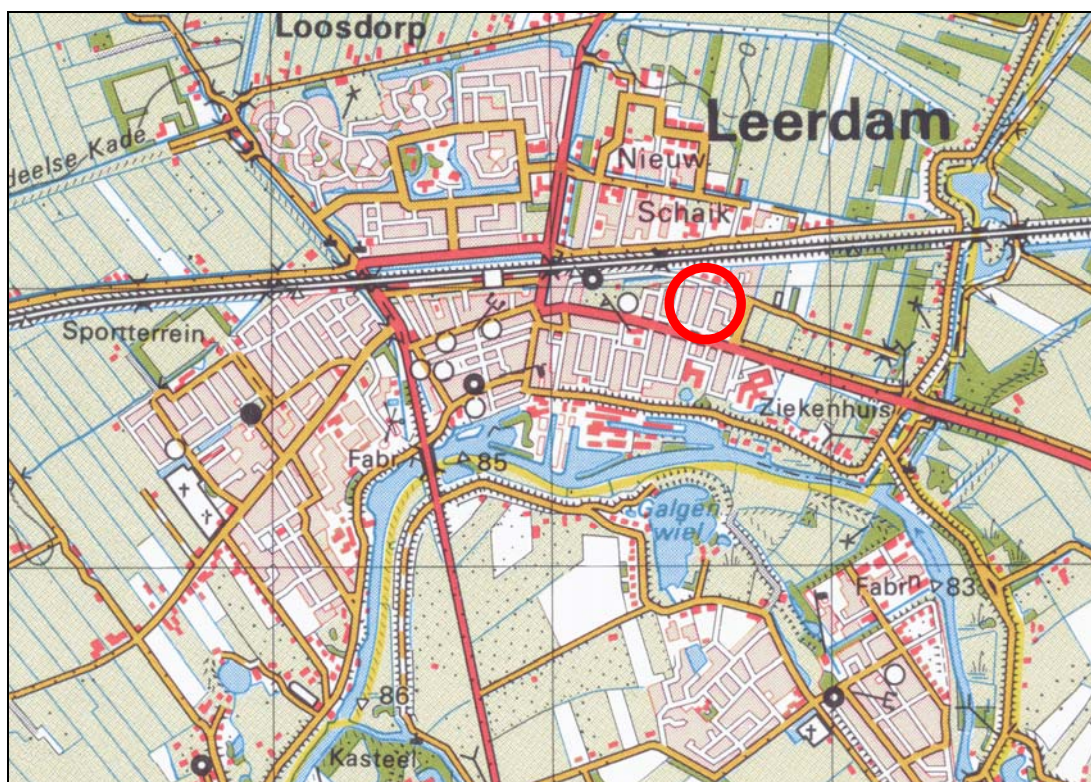 Loosdorp
Leerdam
deelse Kade
Nieuw
Schaik
Sportterrein
Ziekenhuis
Fabr
85
Galgen
wiel
Fabrⁿ
83
86
Kasteel